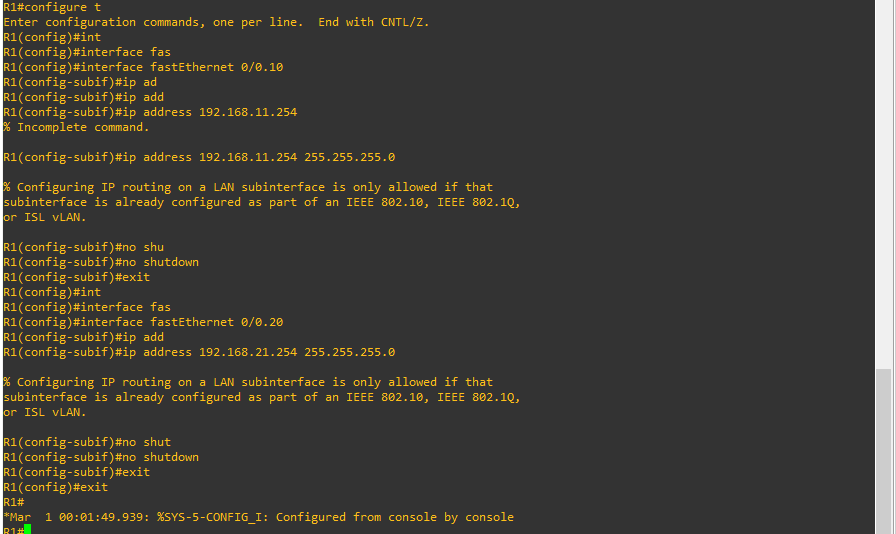 R1#configure t
Enter configuration commands, one per line.  End with CNTL/Z.
R1(config)#int
R1(config)#interface fas
R1(config)#interface fastEthernet 0/0.10
R1(config-subif)#ip ad
R1(config-subif)#ip add
R1(config-subif)#ip address 192.168.11.254
% Incomplete command.
R1(config-subif)#ip address 192.168.11.254 255.255.255.0
% Configuring IP routing on a LAN subinterface is only allowed if that
subinterface is already configured as part of an IEEE 802.10, IEEE 802.1Q,
or ISL vLAN.
R1(config-subif)#no shu
R1(config-subif)#no shutdown
R1(config-subif)#exit
R1(config)#int
R1(config)#interface fas
R1(config)#interface fastEthernet 0/0.20
R1(config-subif)#ip add
R1(config-subif)#ip address 192.168.21.254 255.255.255.0
% Configuring IP routing on a LAN subinterface is only allowed if that
subinterface is already configured as part of an IEEE 802.10, IEEE 802.1Q,
or ISL vLAN.
R1(config-subif)#no shut
R1(config-subif)#no shutdown
R1(config-subif)#exit
R1(config)#exit
R1#
*Mar  1 00:01:49.939: %SYS-5-CONFIG_I: Configured from console by console
R1#